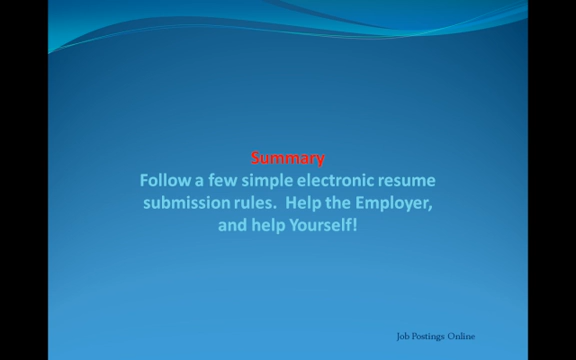 Summary
Follow a few simple electronic resume
submission rules.  Help the Employer,
and help Yourself!
Job Postings Online